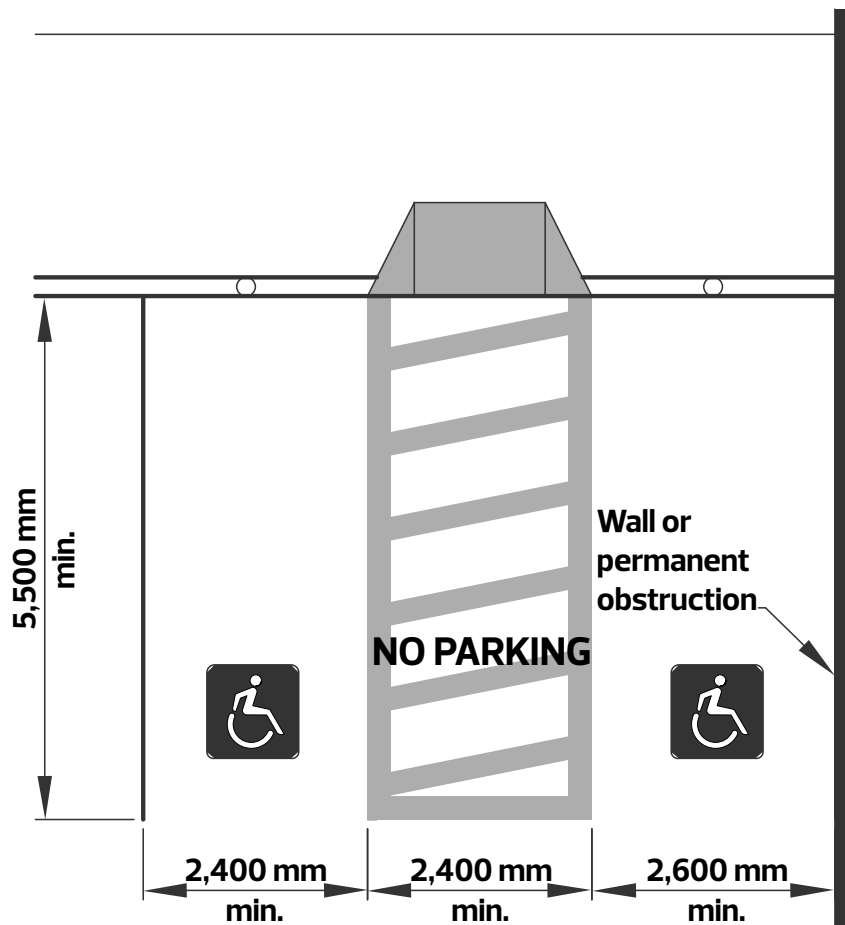 5,500 mm
min.
Wall or
permanent
obstruction
NO PARKING
2,400 mm
min.
2,400 mm
min.
2,600 mm
min.